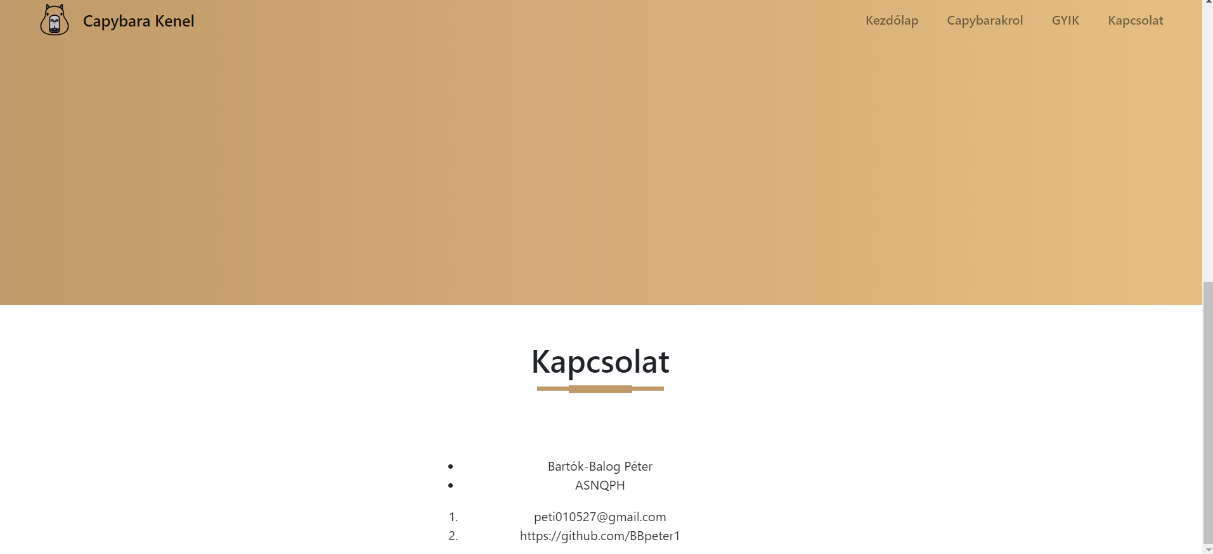 Capybara Kenel
Kezdőlap Capybarakrol GYIK Kapcsolat
Kapcsolat
• Bartók-Balog Péter
• ASNQPH
1. peti010527@gmail.com
2. https://github.com/BBpeter1